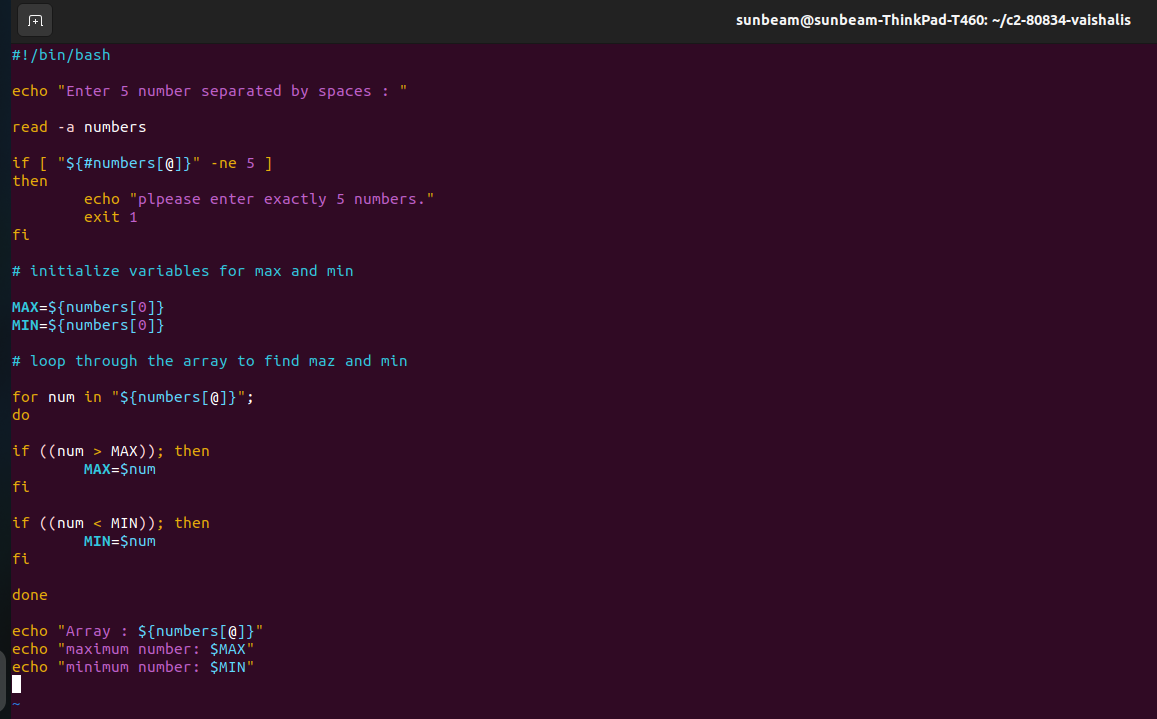 sunbeam@sunbeam-ThinkPad-T460: ~/c2-80834-vaishalis
#!/bin/bash
echo "Enter 5 number separated by spaces : "
read -a numbers
if [ "${#numbers[@]}" -ne 5 ]
then
echo "plpease enter exactly 5 numbers."
exit 1
fi
# initialize variables for max and min
MAX=${numbers[0]}
MIN=${numbers[0]}
# loop through the array to find maz and min
for num in "${numbers[@]}";
do
if ((num > MAX)); then
MAX=$num
fi
if ((num < MIN)); then
MIN=$num
fi
done
echo "Array : ${numbers[@]}"
echo "maximum number: $MAX"
echo "minimum number: $MIN"
~